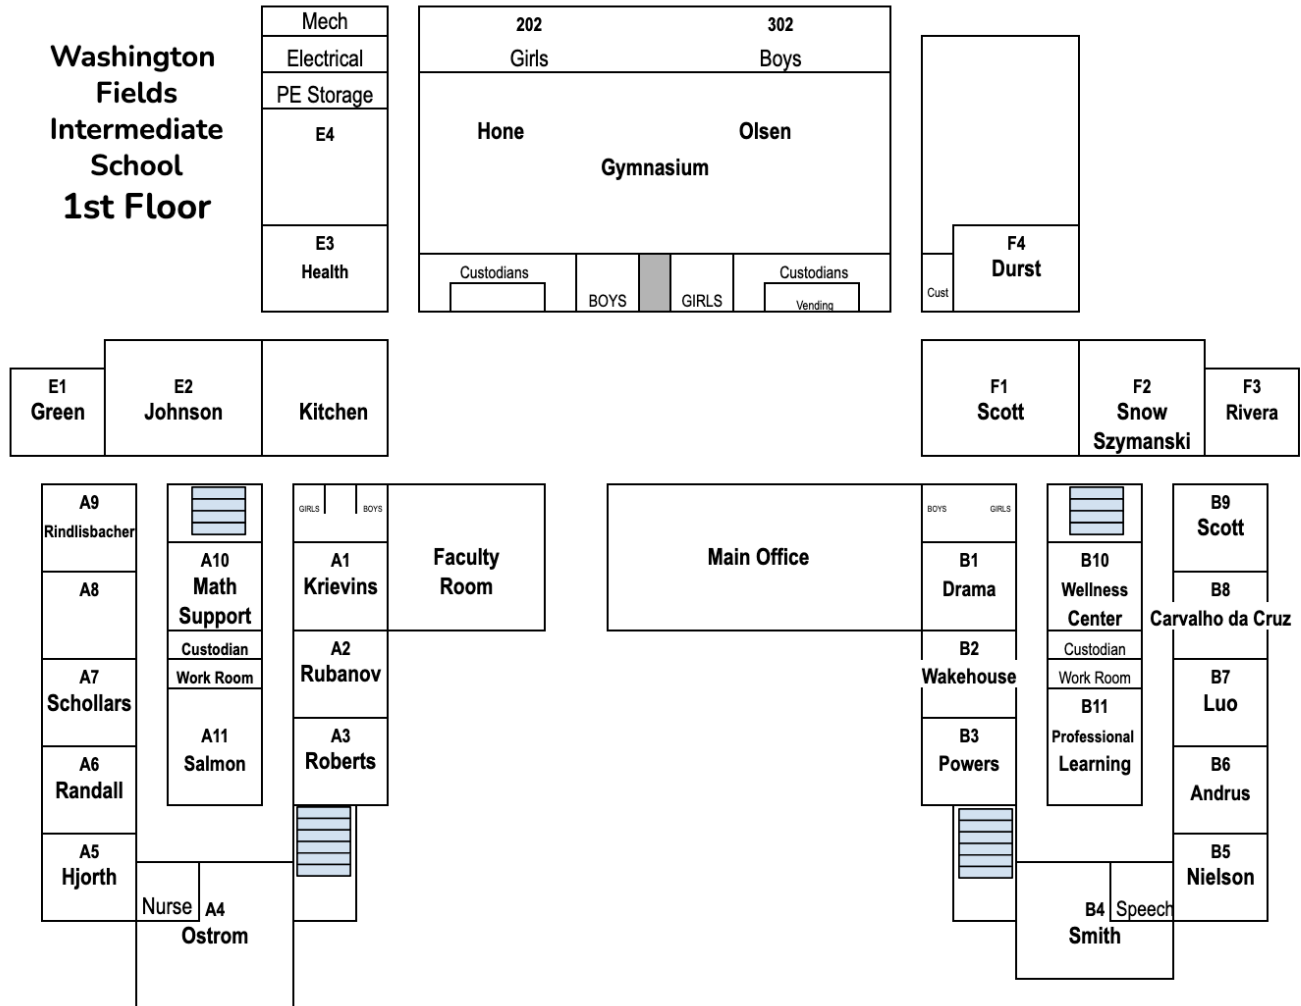 Washington
Fields
Intermediate
School
1st Floor
Mech
Electrical
PE Storage
E4
E3
Health
202
Girls
302
Boys
Hone
Olsen
Gymnasium
Custodians
BOYS
GIRLS
Custodians
Vending
Cust
F4
Durst
E1
Green
E2
Johnson
Kitchen
F1
Scott
F2
Snow
Szymanski
F3
Rivera
A9
Rindlisbacher
A8
A7
Schollars
A6
Randall
A5
Hjorth
A10
Math
Support
Custodian
Work Room
A11
Salmon
Nurse
A4
Ostrom
GIRLS
BOYS
A1
Krievins
A2
Rubanov
A3
Roberts
Faculty
Room
Main Office
BOYS
GIRLS
B1
Drama
B2
Wakehouse
B3
Powers
B10
Wellness
Center
Custodian
Work Room
B11
Professional
Learning
B4
Smith
Speech
B9
Scott
B8
Carvalho da Cruz
B7
Luo
B6
Andrus
B5
Nielson